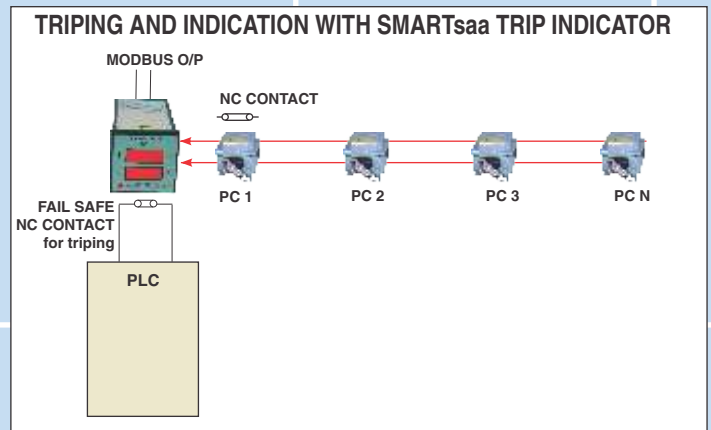 TRIPING AND INDICATION WITH SMARTsaa TRIP INDICATOR
MODBUS O/P
NC CONTACT
PC 1
PC 2
PC 3
PC N
FAIL SAFE
NC CONTACT
for triping
PLC